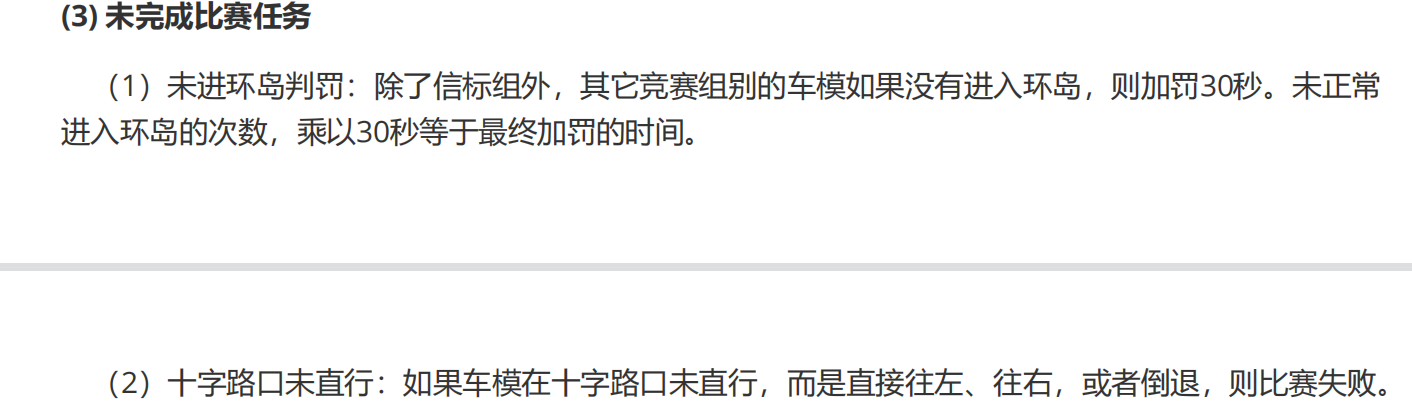 (3) 未完成比赛任务
（1）未进环岛判罚：除了信标组外，其它竞赛组别的车模如果没有进入环岛，则加罚30秒。未正常
进入环岛的次数，乘以30秒等于最终加罚的时间。
（2）十字路口未直行：如果车模在十字路口未直行，而是直接往左、往右，或者倒退，则比赛失败。